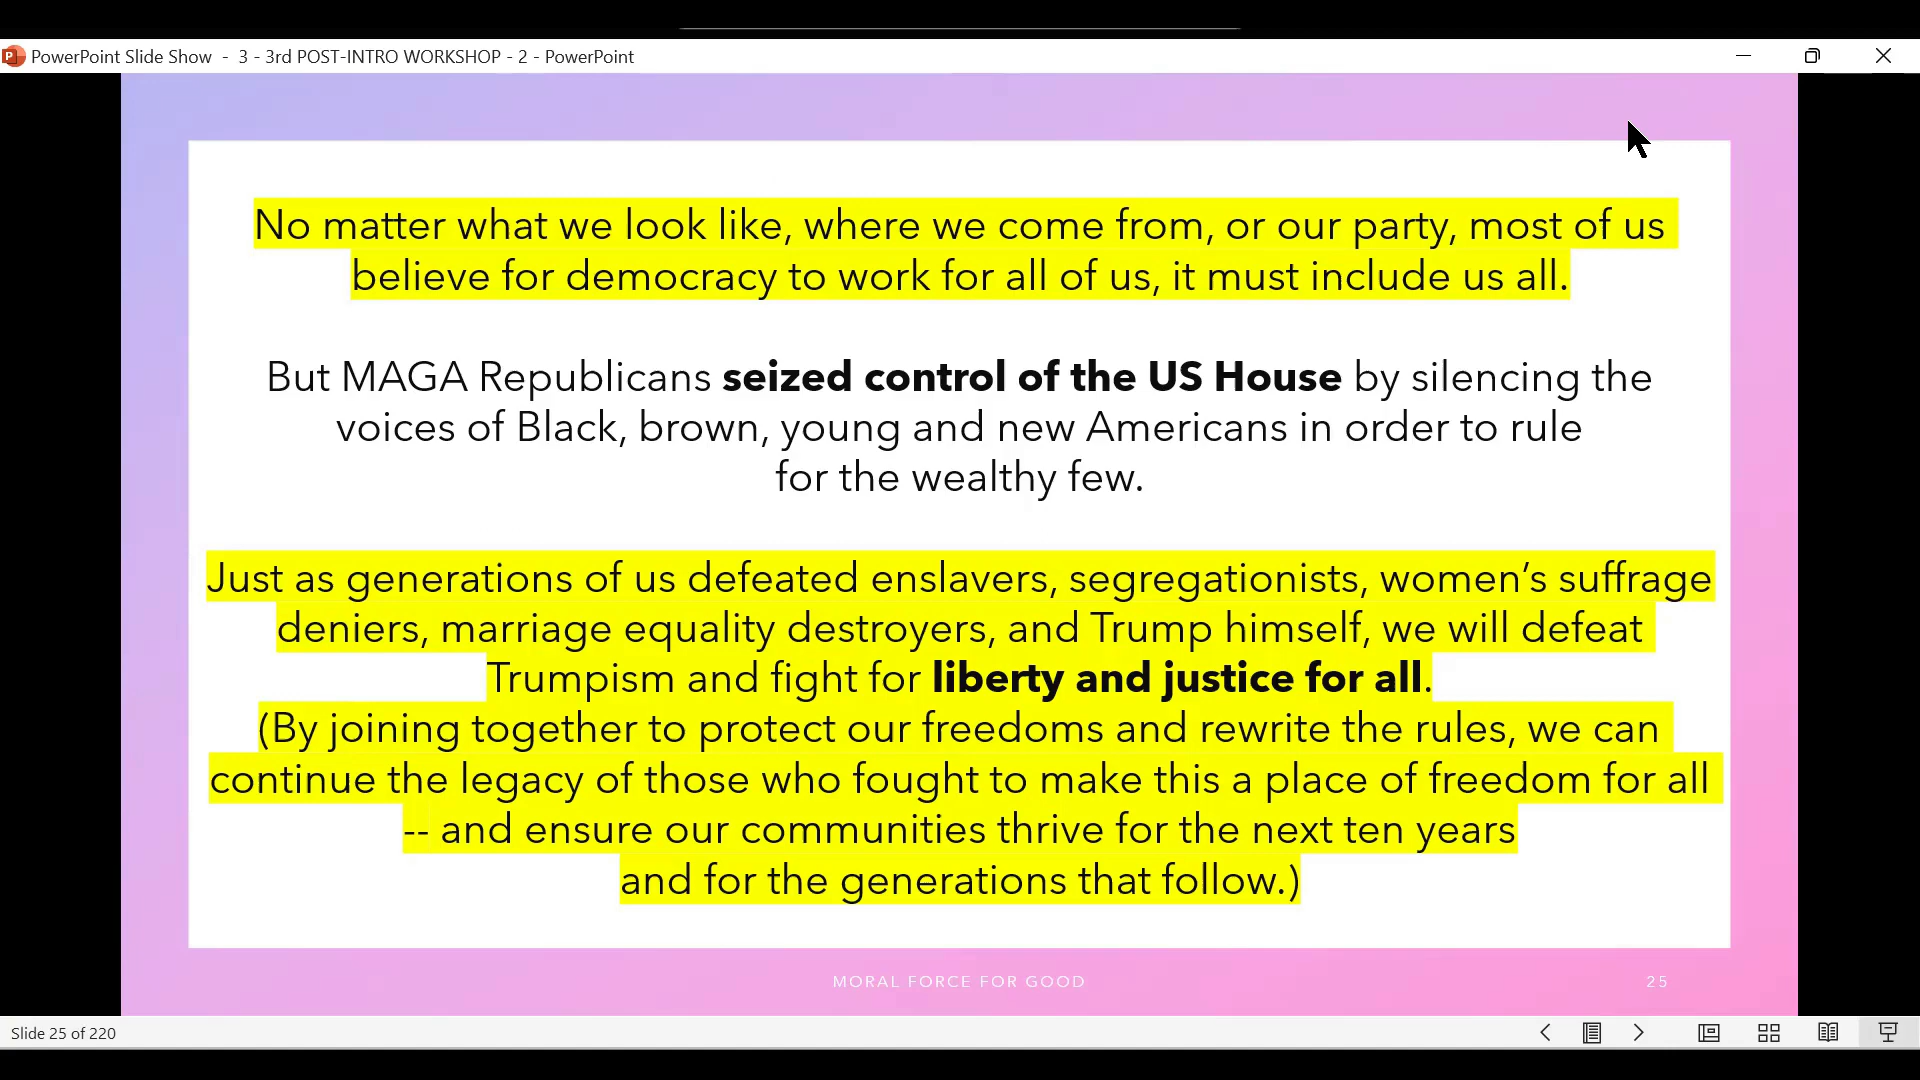 PowerPoint Slide Show - 3 - 3rd POST-INTRO WORKSHOP - 2 - PowerPoint
No matter what we look like, where we come from, or our party, most of us
believe for democracy to work for all of us, it must include us all.
But MAGA Republicans seized control of the US House by silencing the
voices of Black, brown, young and new Americans in order to rule
for the wealthy few.
Just as generations of us defeated enslavers, segregationists, women’s suffrage
deniers, marriage equality destroyers, and Trump himself, we will defeat
Trumpism and fight for liberty and justice for all.
(By joining together to protect our freedoms and rewrite the rules, we can
continue the legacy of those who fought to make this a place of freedom for all
-- and ensure our communities thrive for the next ten years
and for the generations that follow.)
MORAL FORCE FOR GOOD
25
Slide 25 of 220